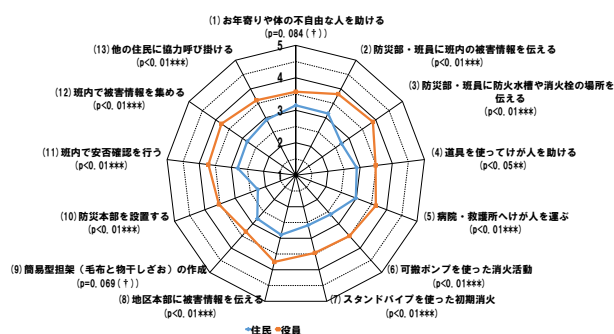 (1) お年寄りや体の不自由な人を助ける
(p=0.084(†))
(2)防災部・班員に班内の被害情報を伝える
(p<0.01***)
(3)防災部・班員に防火水槽や消火栓の場所を
伝える
(p<0.01***)
(4)道具を使ってけが人を助ける
(p<0.05**)
(5)病院・救護所へけが人を運ぶ
(p<0.01***)
(6)可搬ポンプを使った消火活動
(p<0.01***)
(7)スタンドパイプを使った初期消火
(p<0.01***)
(8)地区本部に被害情報を伝える
(p<0.01***)
(9)簡易型担架(毛布と物干しざお)の作成
(p=0.069(†))
(10)防災本部を設置する
(p<0.01***)
(11)班内で安否確認を行う
(p<0.01***)
(12)班内で被害情報を集める
(p<0.01***)
(13)他の住民に協力呼び掛ける
(p<0.01***)
5
4
3
2
1
住民 役員